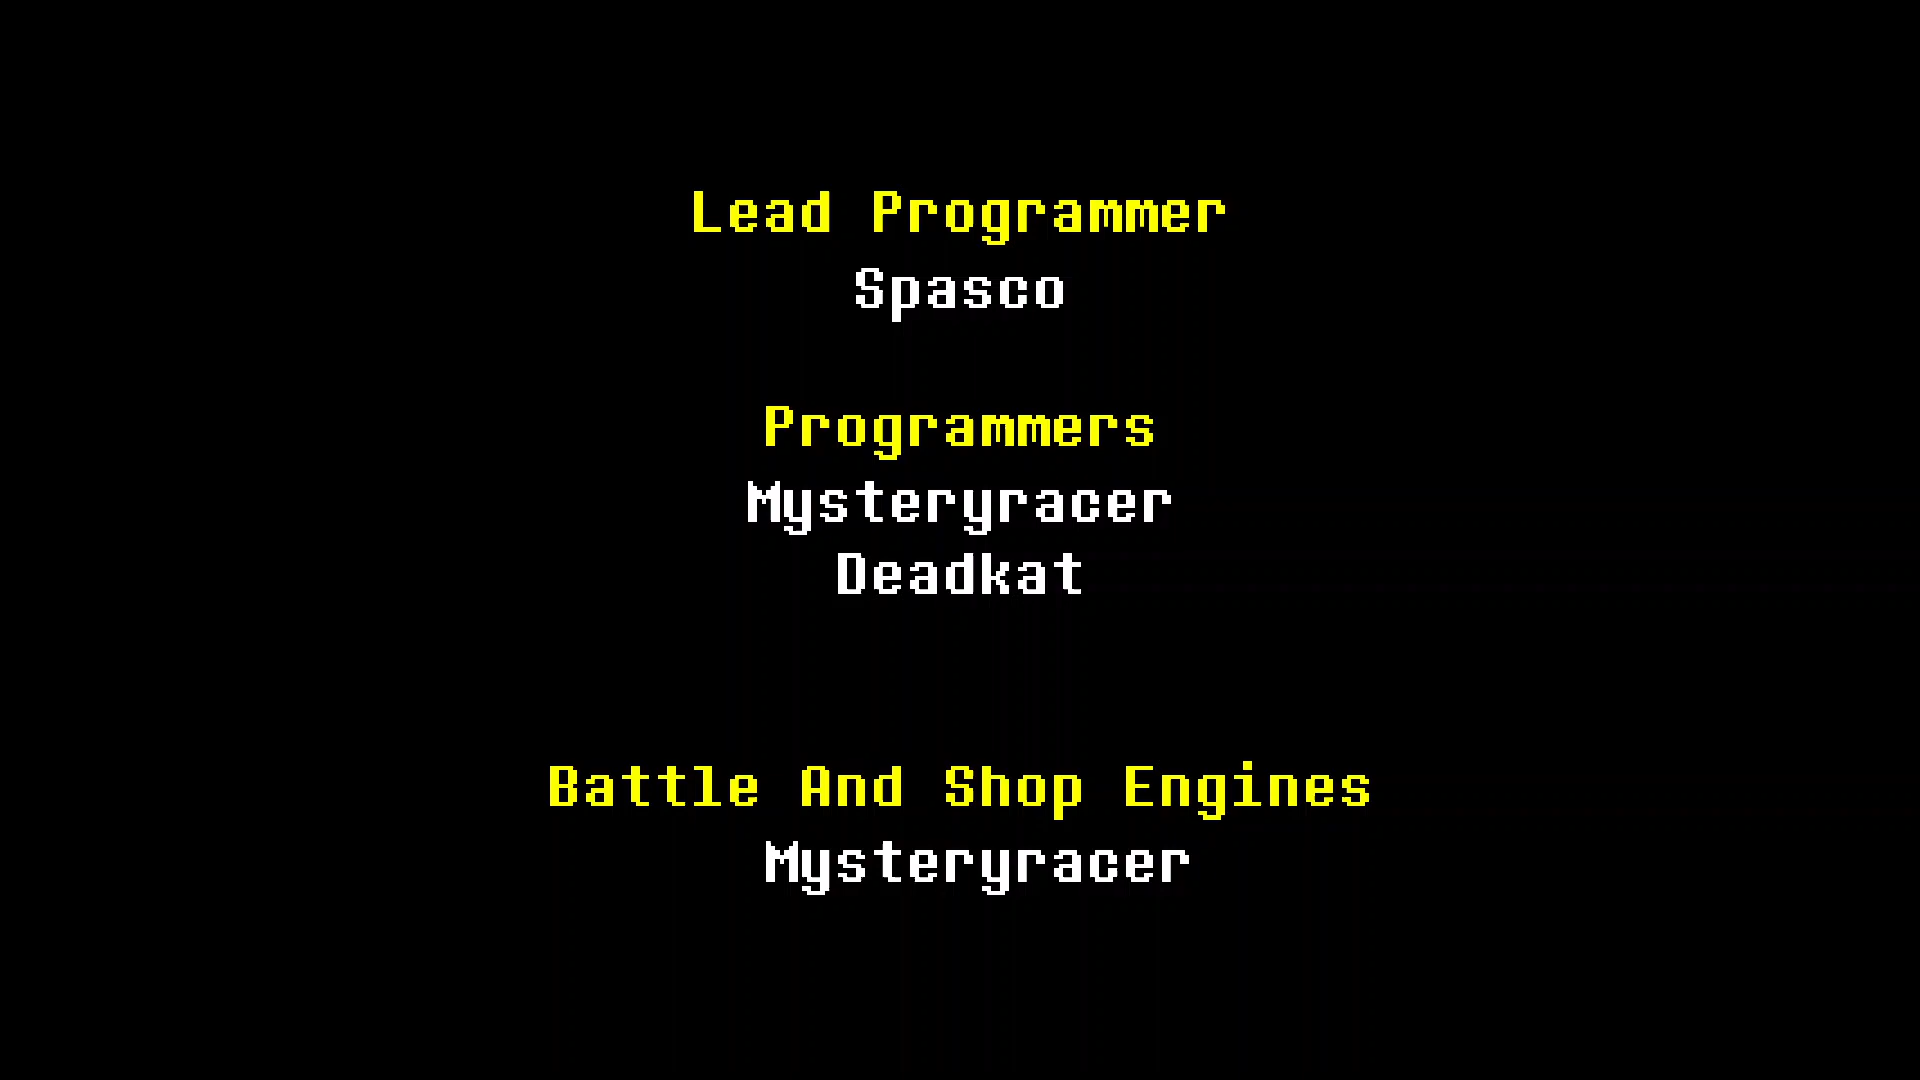 Lead Programmer
Spasco
Programmers
Mysteryracer
Deadkat
Battle And Shop Engines
Mysteryracer